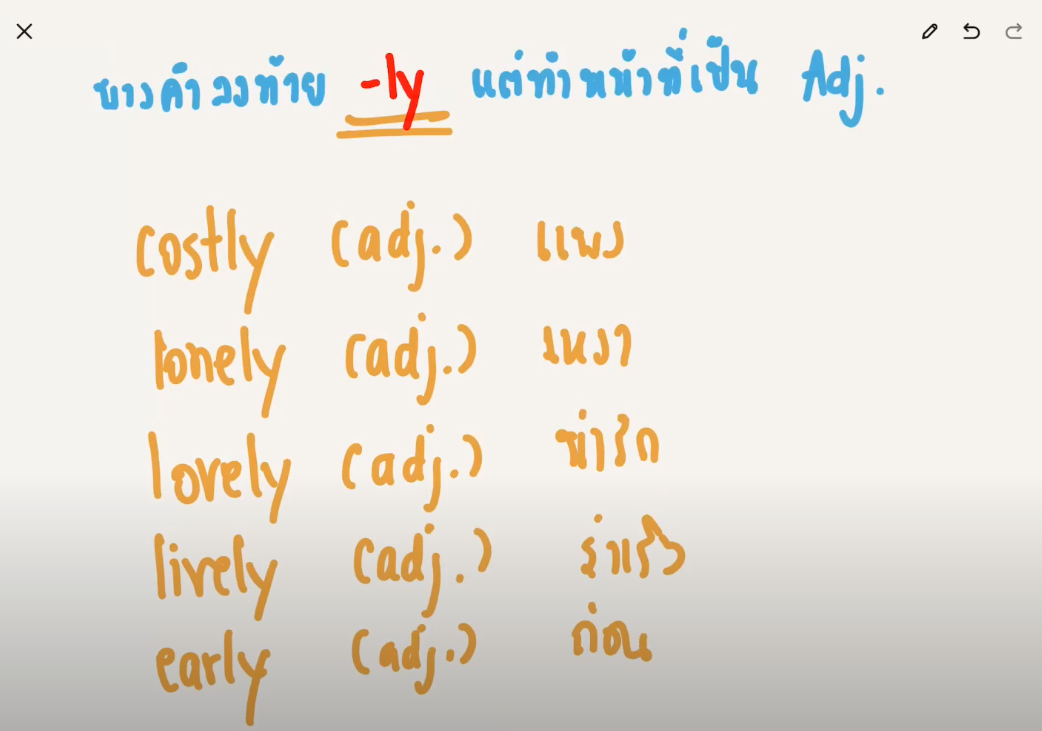 บางคำลงท้าย -ly แต่ทำหน้าที่เป็น Adj.
costly (adj.) แพง
lonely (adj.) เหงา
lovely (adj.) น่ารัก
lively (adj.) ร่าเริง
early (adj.) ก่อน